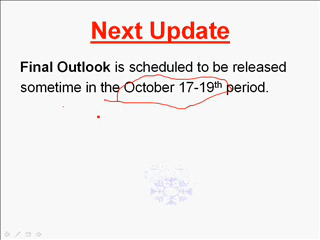 Next Update
Final Outlook is scheduled to be released
sometime in the October 17-19th period.